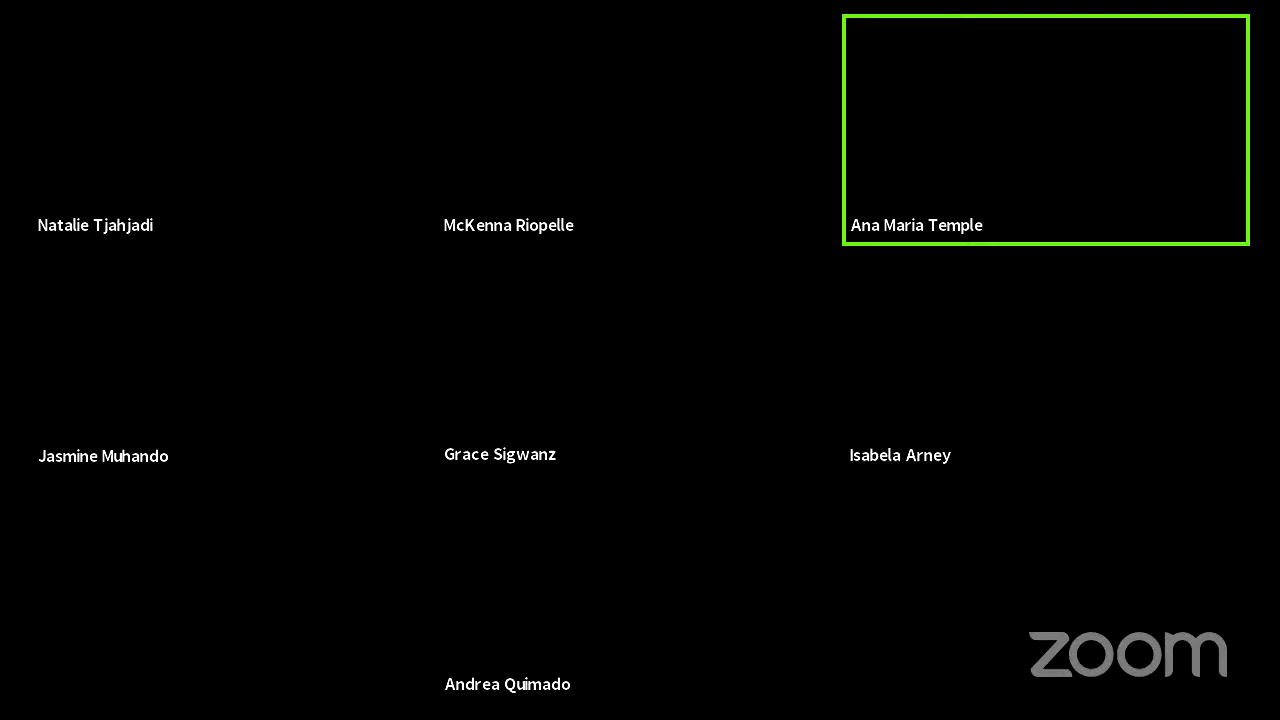 Natalie Tjahjadi
McKenna Riopelle
Ana Maria Temple
Jasmine Muhando
Grace Sigwanz
Isabela Arney
Andrea Quimado
zoom